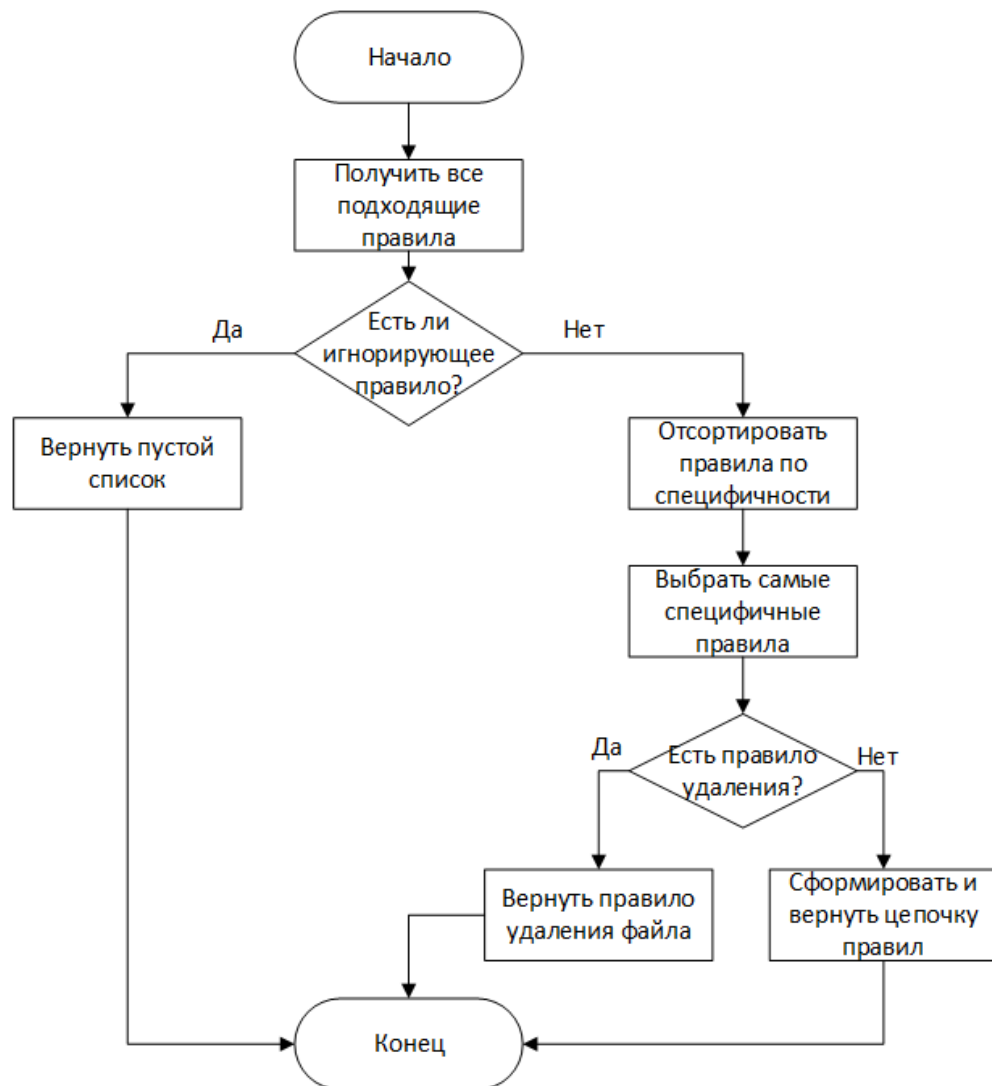 Начало
Получить все
подходящие
правила
Есть ли
игнорирующее
правило?
Да
Нет
Вернуть пустой
список
Отсортировать
правила по
специфичности
Выбрать самые
специфичные
правила
Есть правило
удаления?
Да
Нет
Вернуть правило
удаления файла
Сформировать и
вернуть цепочку
правил
Конец